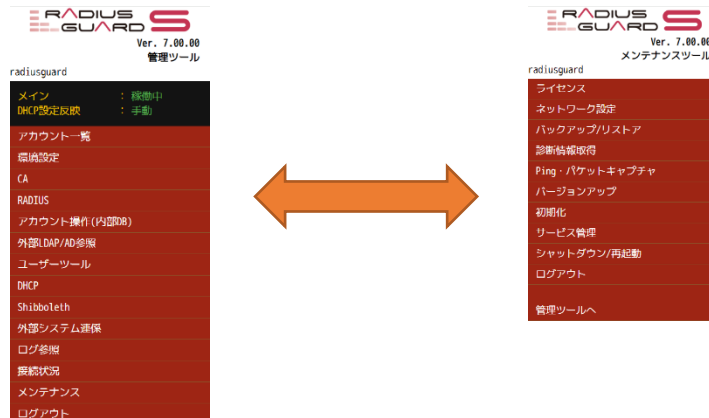 RADIUS GUARD S
Ver. 7.00.00
管理ツール
radiusguard
メイン : 稼働中
DHCP設定反映 : 手動
アカウント一覧
環境設定
CA
RADIUS
アカウント操作(内部DB)
外部LDAP/AD参照
ユーザーツール
DHCP
Shibboleth
外部システム連係
ログ参照
接続状況
メンテナンス
ログアウト
RADIUS GUARD S
Ver. 7.00.00
メンテナンスツール
radiusguard
ライセンス
ネットワーク設定
バックアップ/リストア
診断情報取得
Ping・パケットキャプチャ
バージョンアップ
初期化
サービス管理
シャットダウン/再起動
ログアウト
管理ツールへ